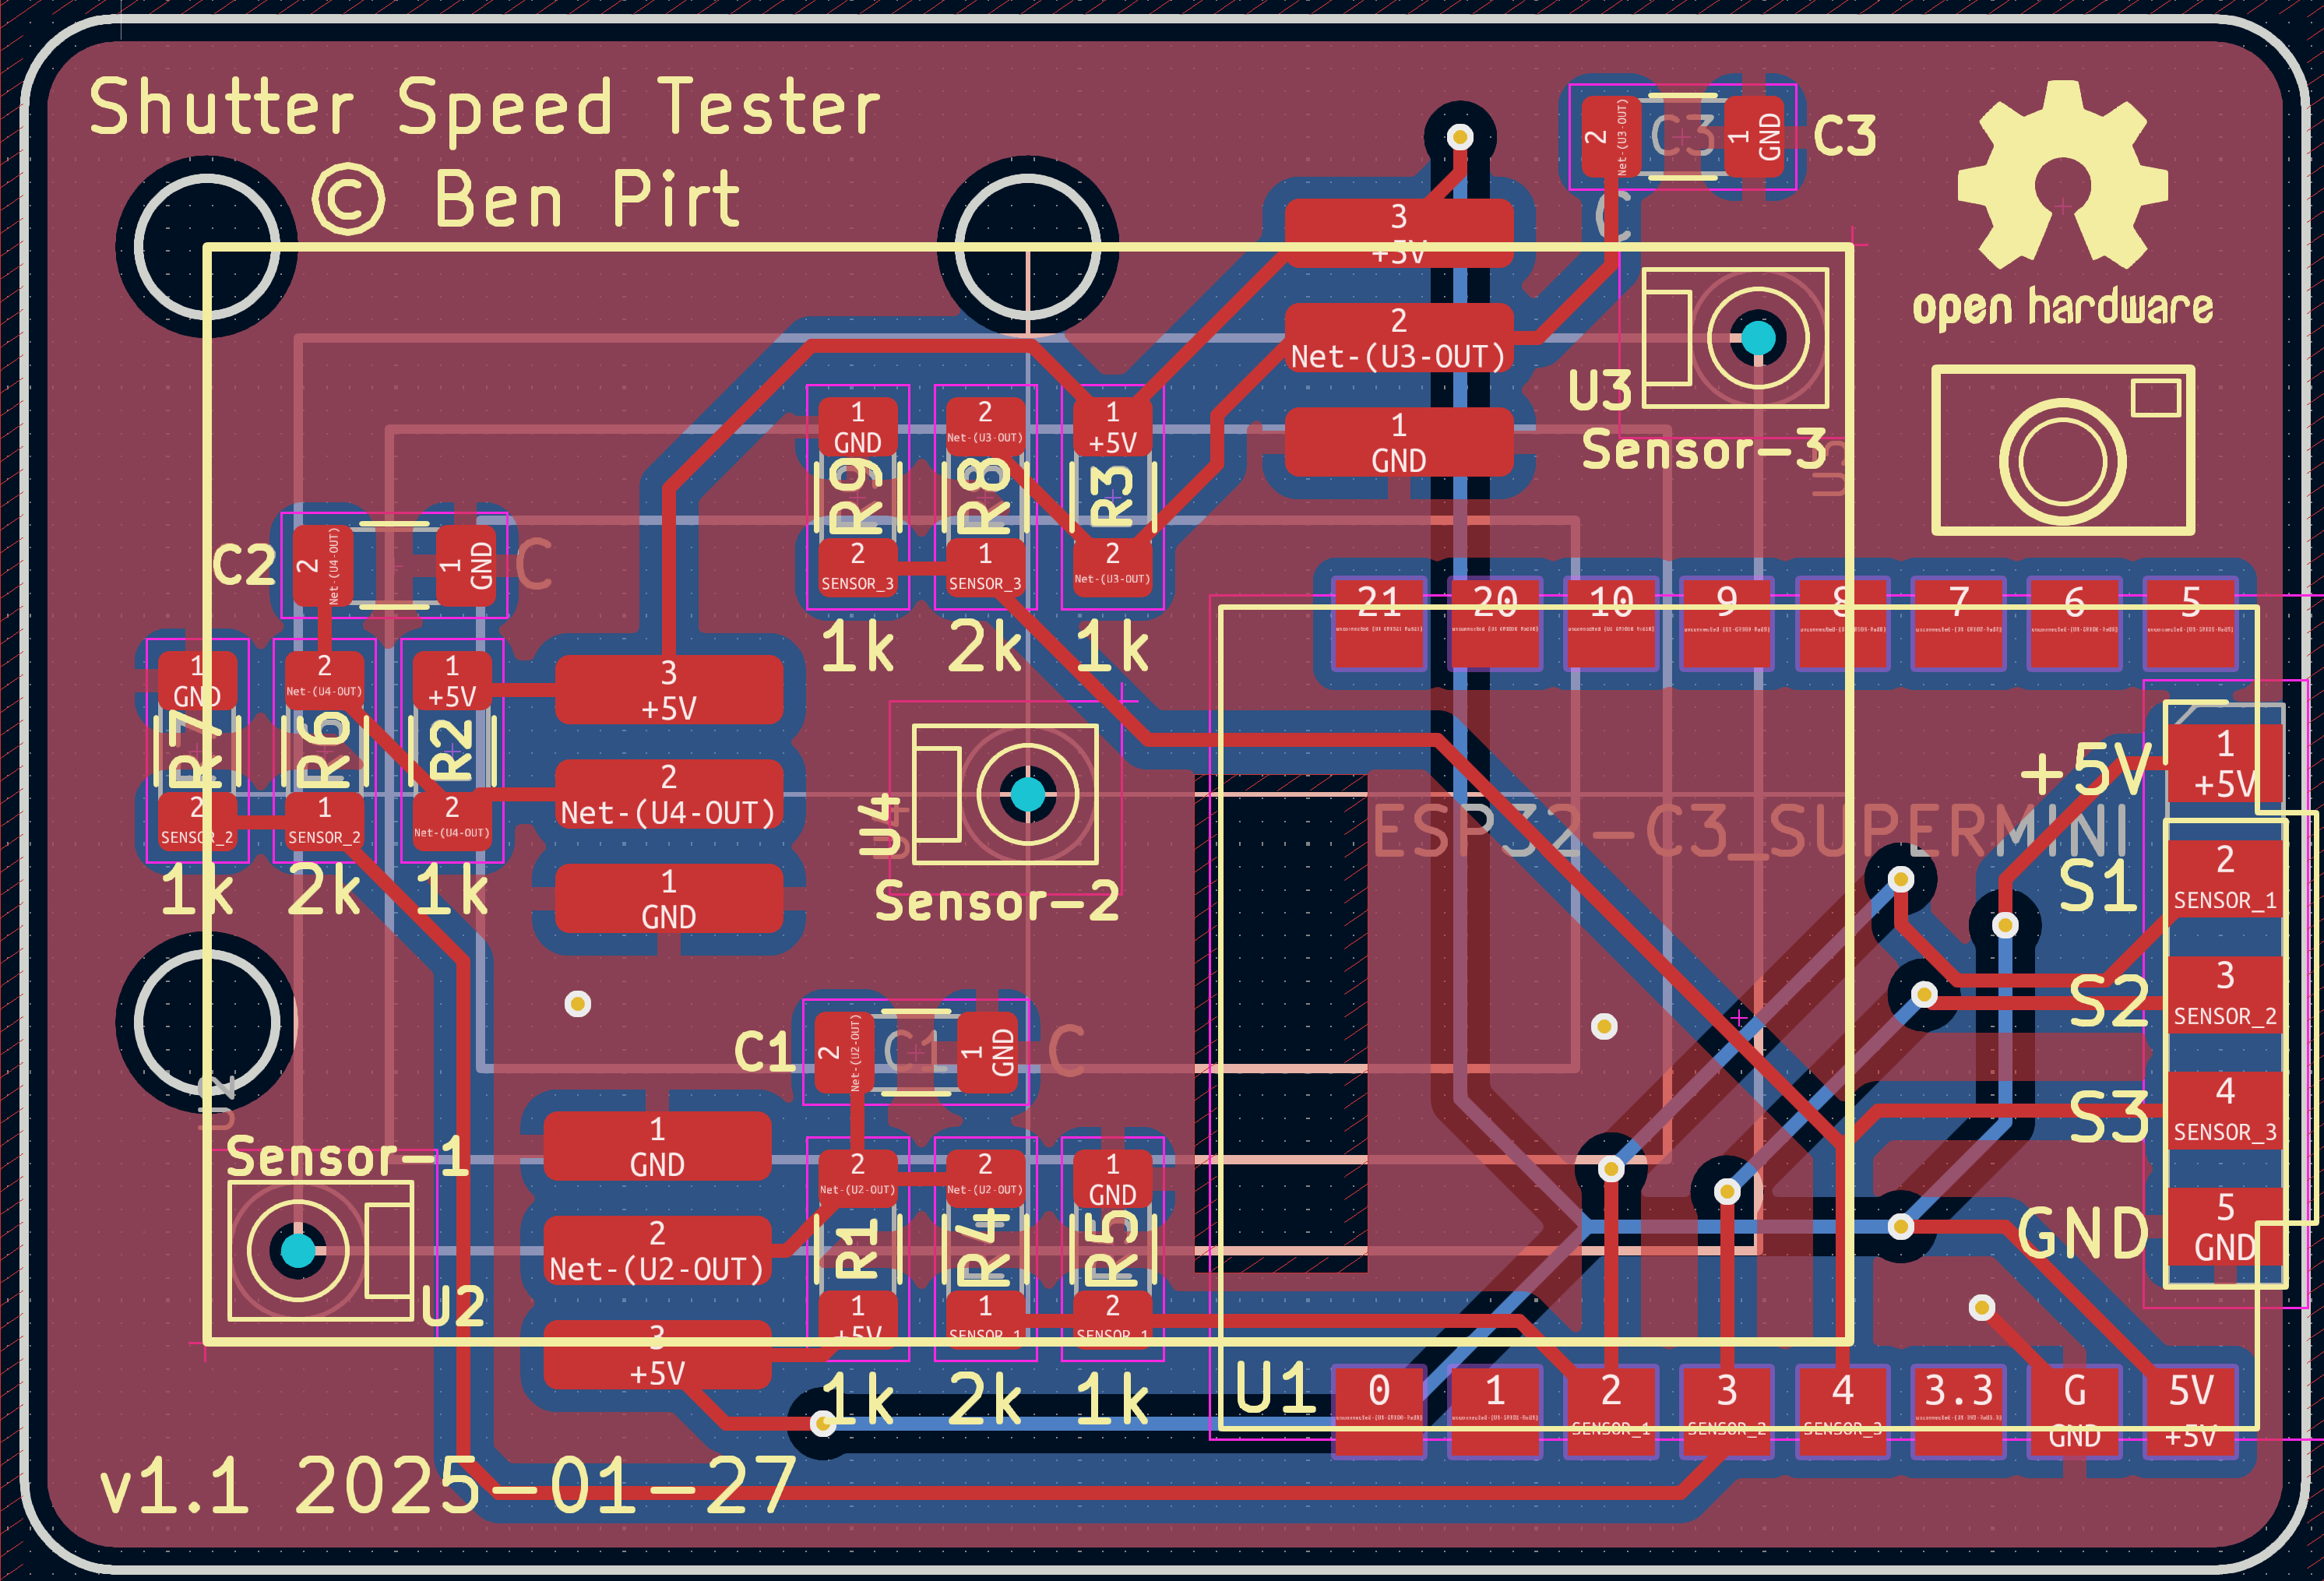 Shutter Speed Tester
© Ben Pirt
2
Net-(U3-OUT)
C3
1
GND
C3
C
open hardware
3
+5V
2
Net-(U3-OUT)
1
GND
U3
Sensor-3
U3
1
GND
R9
2
SENSOR_3
1k
2
Net-(U3-OUT)
R8
1
SENSOR_3
2k
1
+5V
R3
2
Net-(U3-OUT)
1k
C2
2
Net-(U4-OUT)
1
GND
C
1
GND
R7
2
SENSOR_2
1k
2
Net-(U4-OUT)
R6
1
SENSOR_2
2k
1
+5V
R2
2
Net-(U4-OUT)
1k
3
+5V
2
Net-(U4-OUT)
1
GND
U4
U4
Sensor-2
21
20
10
9
8
7
6
5
ESP32-C3_SUPERMINI
+5V
1
+5V
S1
2
SENSOR_1
S2
3
SENSOR_2
S3
4
SENSOR_3
GND
5
GND
C1
2
Net-(U2-OUT)
C1
1
GND
C
U2
Sensor-1
U2
1
GND
2
Net-(U2-OUT)
3
+5V
2
Net-(U2-OUT)
R1
1
+5V
1k
2
Net-(U2-OUT)
R4
1
SENSOR_1
2k
1
GND
R5
2
1k
U1
0
1
2
SENSOR_1
3
SENSOR_2
4
SENSOR_3
3.3
G
GND
5V
+5V
v1.1 2025-01-27